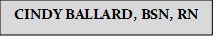 CINDY BALLARD, BSN, RN